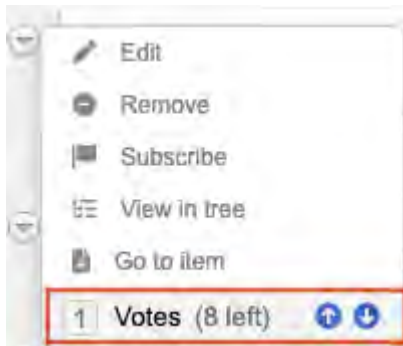 Edit
Remove
Subscribe
View in tree
Go to item
1 Votes (8 left)